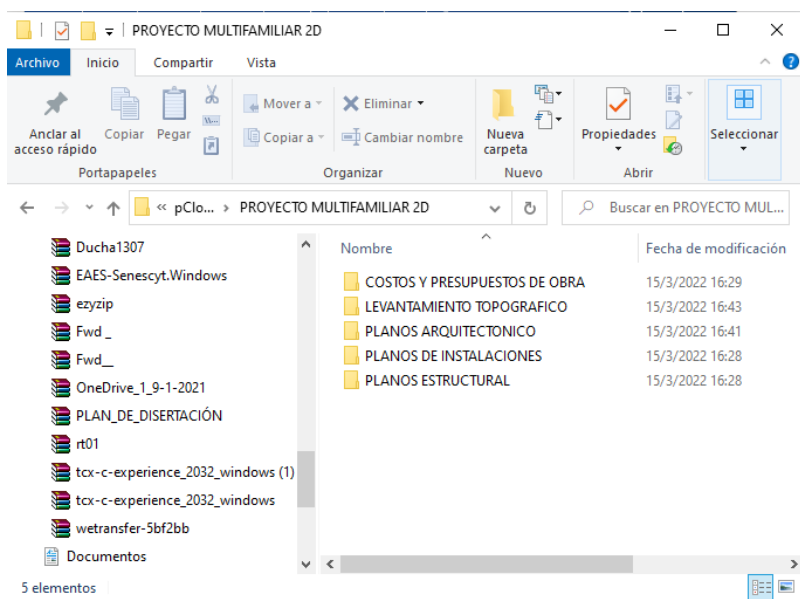 PROYECTO MULTIFAMILIAR 2D
Archivo Inicio Compartir Vista
Anclar al acceso rápido
Copiar
Pegar
Mover a
Copiar a
Eliminar
Cambiar nombre
Nueva carpeta
Propiedades
Seleccionar
Portapapeles Organizar Nuevo Abrir
« pClo... › PROYECTO MULTIFAMILIAR 2D
Buscar en PROYECTO MUL...
Ducha1307
EAES-Senescyt.Windows
ezyzip
Fwd _
Fwd__
OneDrive_1_9-1-2021
PLAN_DE_DISERTACIÓN
rt01
tcx-c-experience_2032_windows (1)
tcx-c-experience_2032_windows
wetransfer-5bf2bb
Documentos
Nombre Fecha de modificación
COSTOS Y PRESUPUESTOS DE OBRA 15/3/2022 16:29
LEVANTAMIENTO TOPOGRAFICO 15/3/2022 16:43
PLANOS ARQUITECTONICO 15/3/2022 16:41
PLANOS DE INSTALACIONES 15/3/2022 16:28
PLANOS ESTRUCTURAL 15/3/2022 16:28
5 elementos